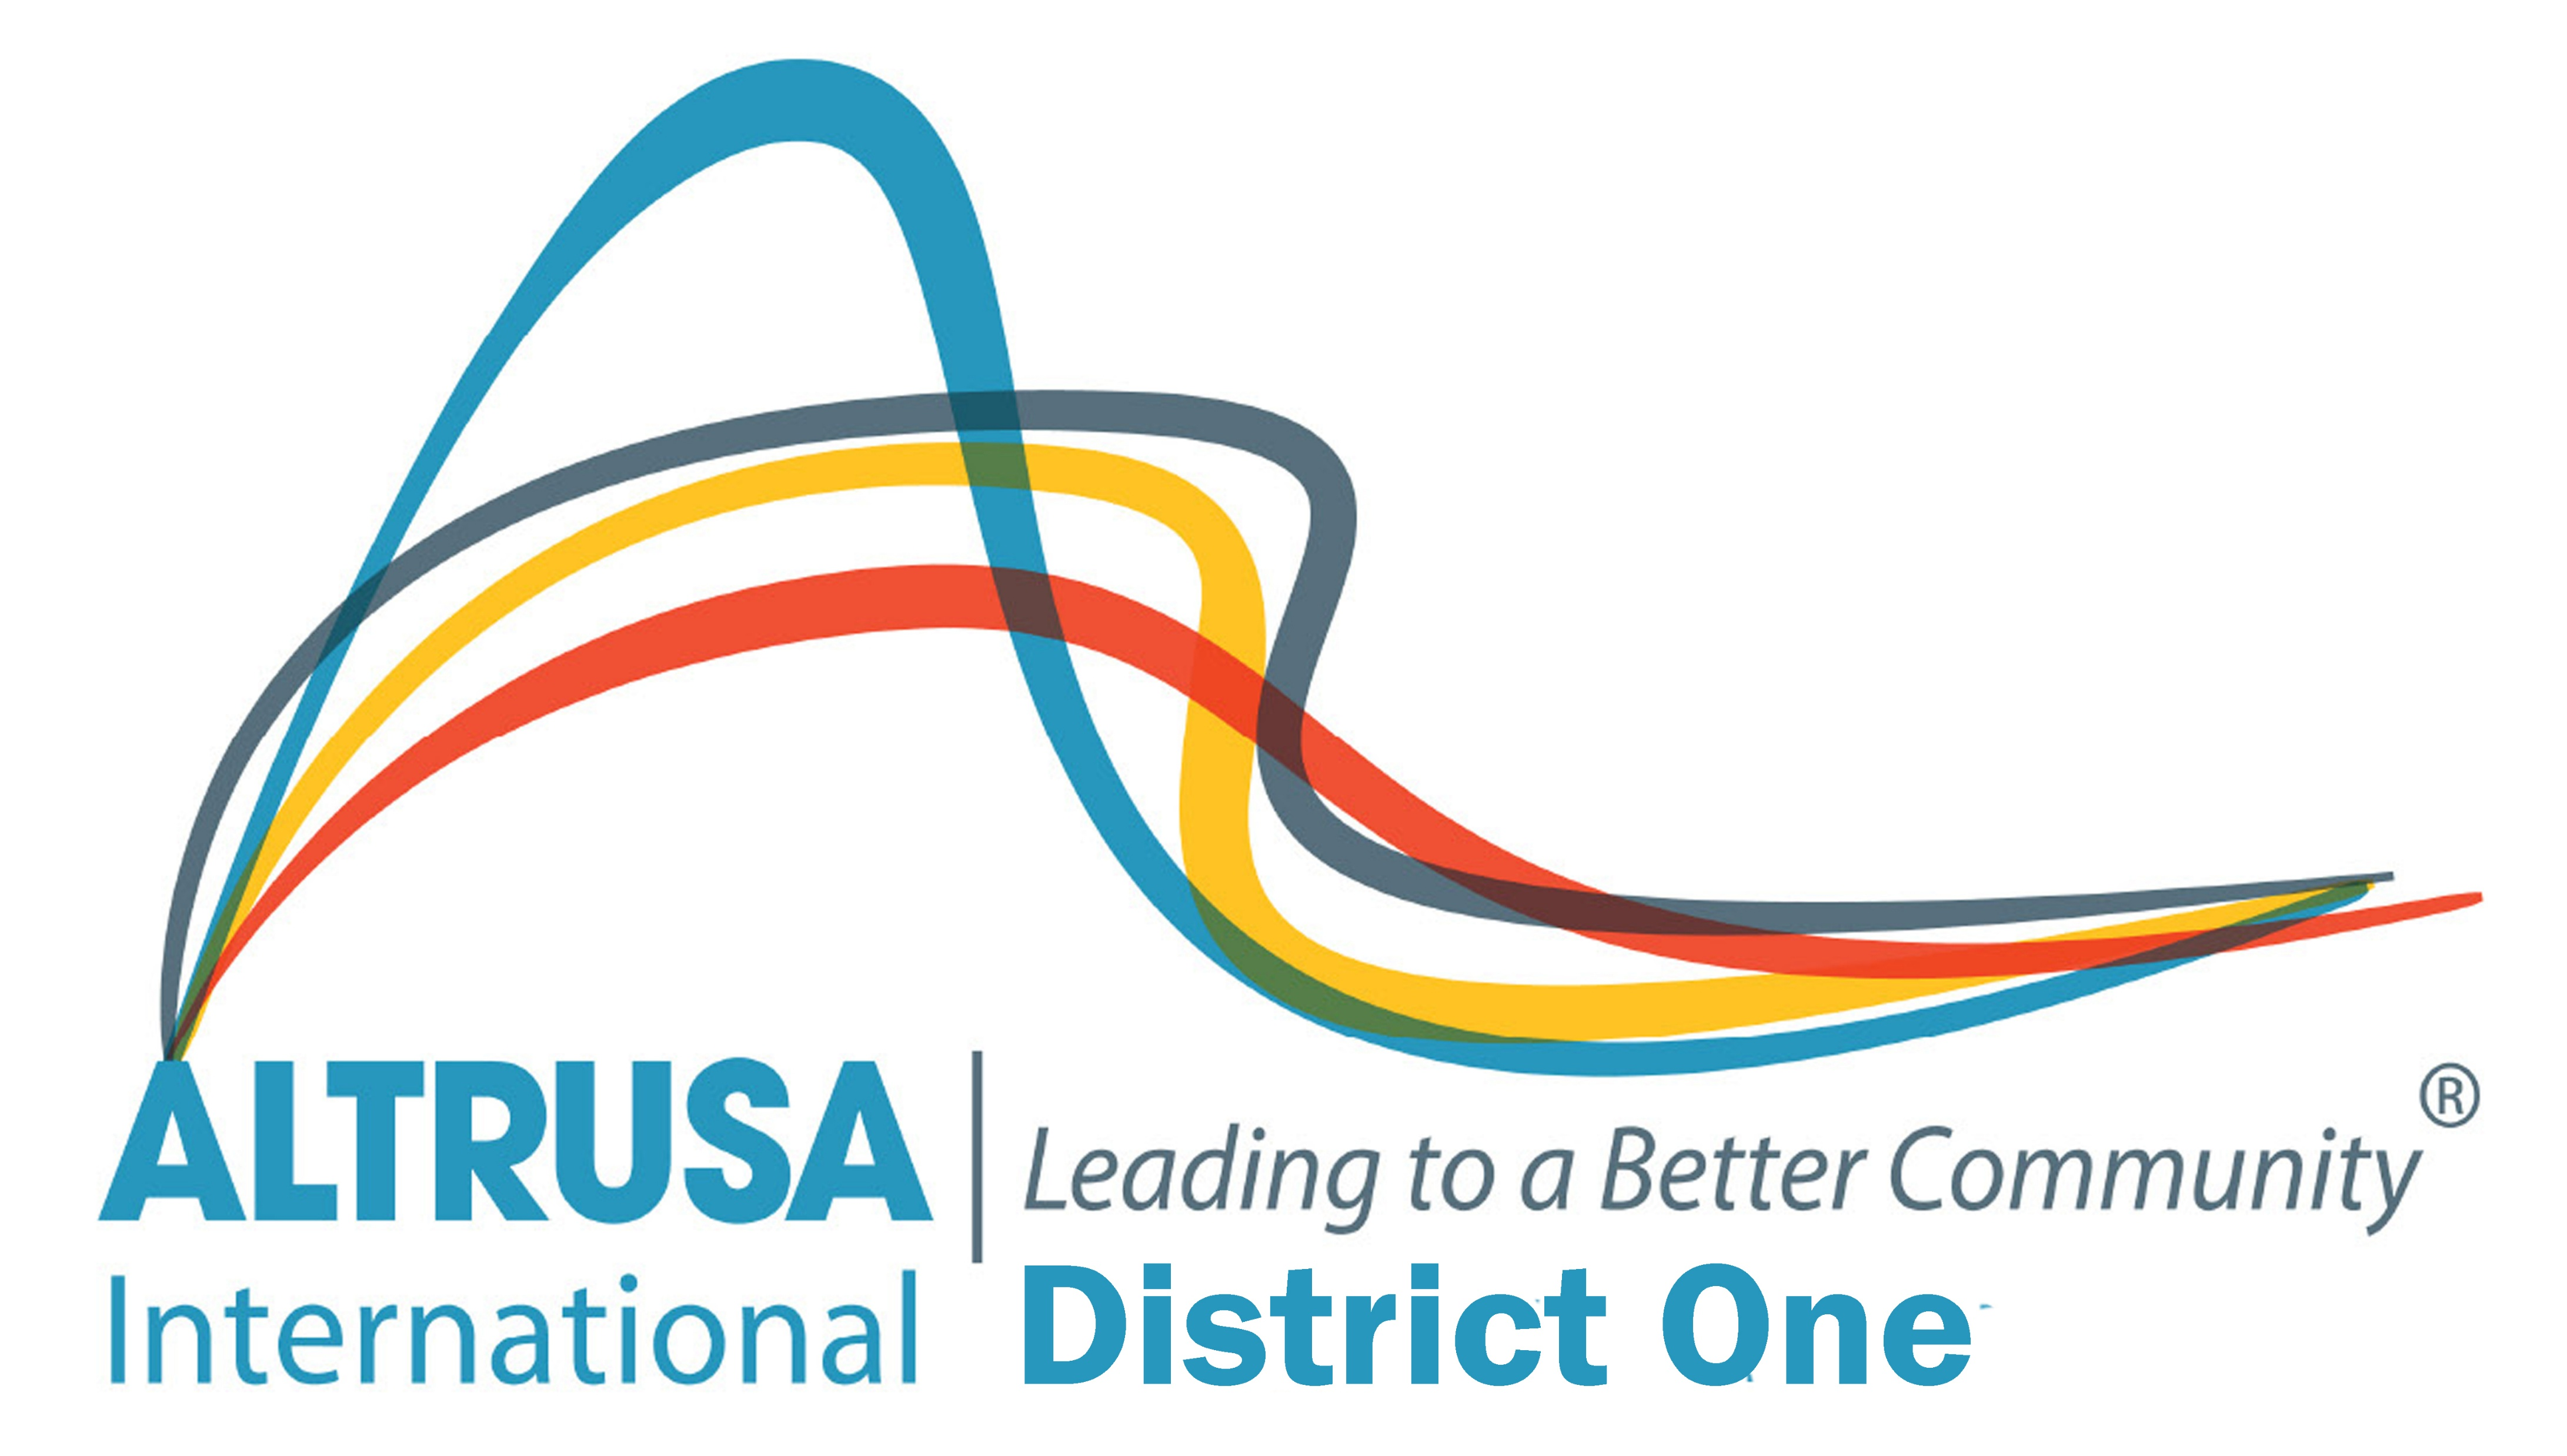 ALTRUSA
International
Leading to a Better Community®
District One